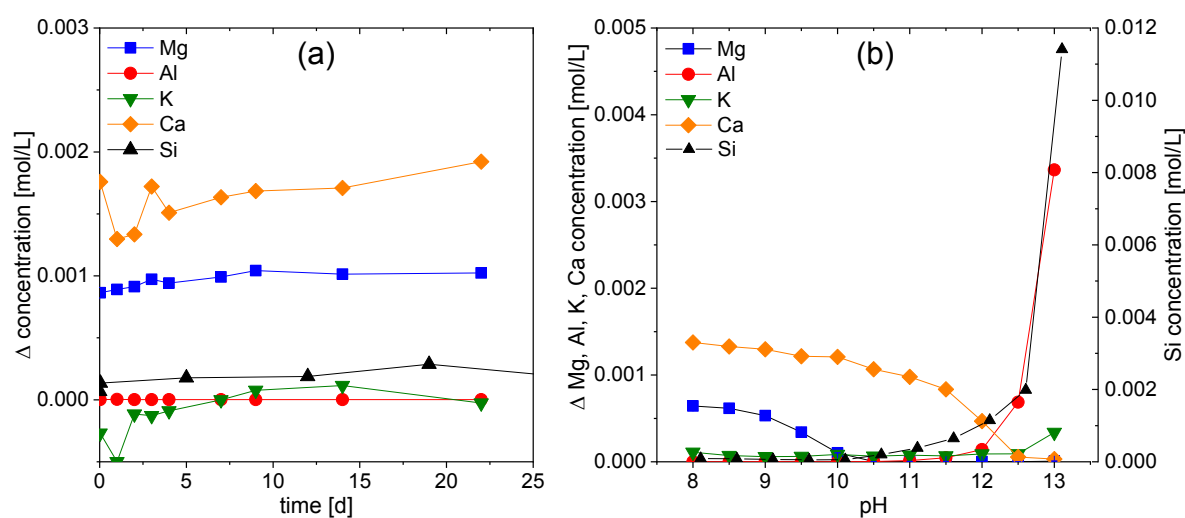 (a)
Mg
Al
K
Ca
Si
0.003
0.002
0.001
0.000
Δ concentration [mol/L]
0
5
10
15
20
25
time [d]
(b)
Mg
Al
K
Ca
Si
0.005
0.004
0.003
0.002
0.001
0.000
Δ Mg, Al, K, Ca concentration [mol/L]
8
9
10
11
12
13
pH
0.012
0.010
0.008
0.006
0.004
0.002
0.000
Si concentration [mol/L]